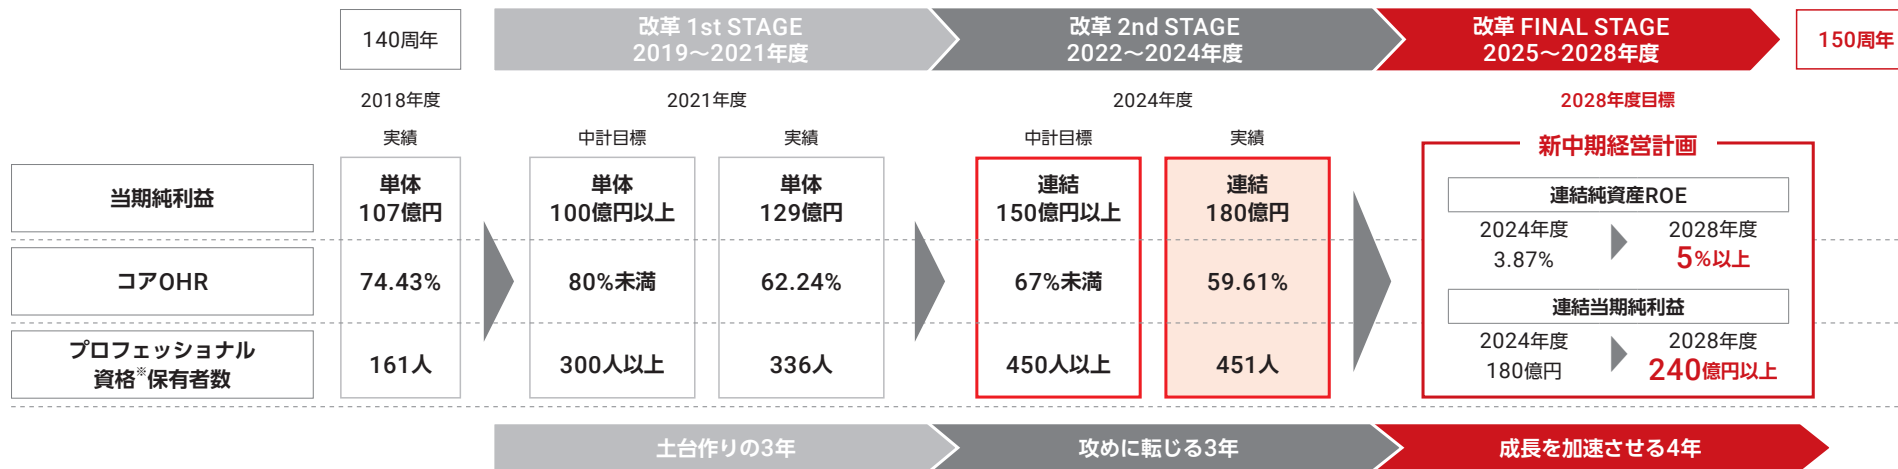 140周年
改革 1st STAGE
2019〜2021年度
改革 2nd STAGE
2022〜2024年度
改革 FINAL STAGE
2025〜2028年度
150周年
2018年度
2021年度
2024年度
2028年度目標
実績
中計目標
実績
中計目標
実績
新中期経営計画
当期純利益
単体
107億円
単体
100億円以上
単体
129億円
連結
150億円以上
連結
180億円
コアOHR
74.43%
80%未満
62.24%
67%未満
59.61%
プロフェッショナル
資格※保有者数
161人
300人以上
336人
450人以上
451人
連結純資産ROE
2024年度
3.87%
2028年度
5%以上
連結当期純利益
2024年度
180億円
2028年度
240億円以上
土台作りの3年
攻めに転じる3年
成長を加速させる4年